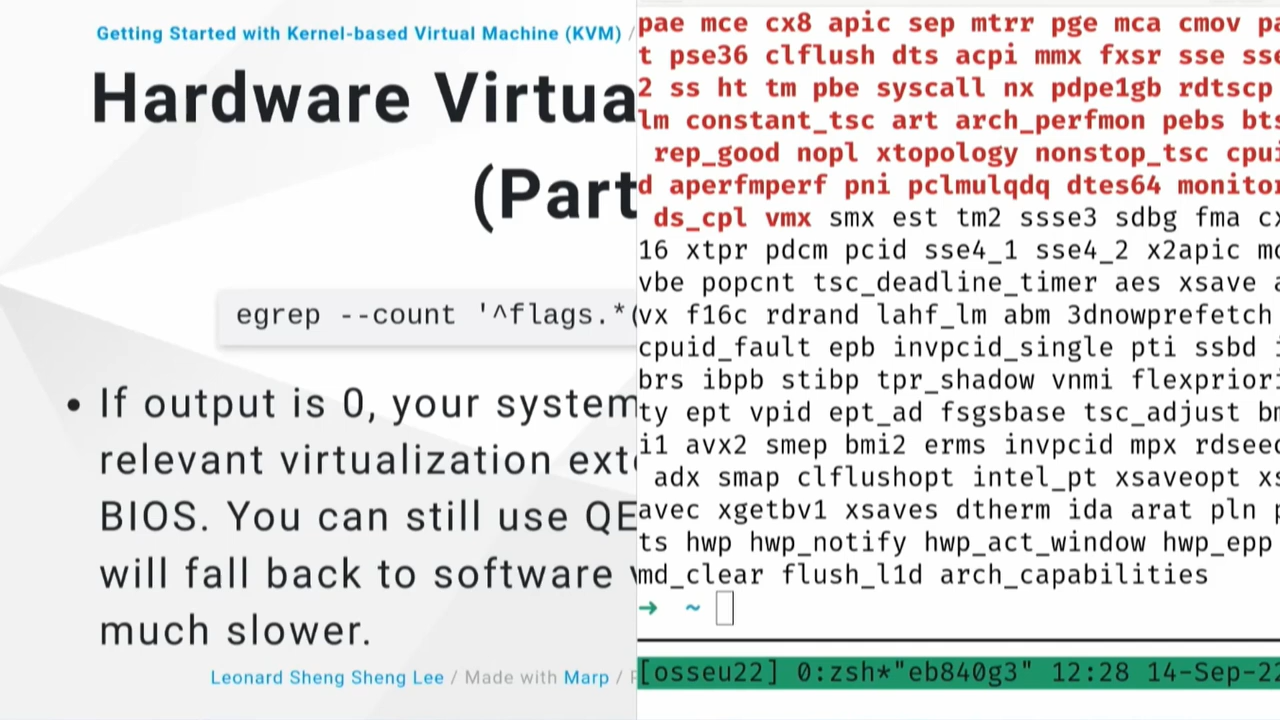 Getting Started with Kernel-based Virtual Machine (KVM) /
Hardware Virtua
(Part
egrep --count '^flags.*(
• If output is 0, your system
relevant virtualization ext
BIOS. You can still use QE
will fall back to software
much slower.
Leonard Sheng Sheng Lee / Made with Marp /
pae mce cx8 apic sep mtrr pge mca cmov pa
t pse36 clflush dts acpi mmx fxsr sse sse
2 ss ht tm pbe syscall nx pdpe1gb rdtscp
lm constant_tsc art arch_perfmon pebs bts
rep_good nopl xtopology nonstop_tsc cpui
d aperfmperf pni pclmulqdq dtes64 monitor
ds_cpl vmx smx est tm2 ssse3 sdbg fma cx
16 xtpr pdcm pcid sse4_1 sse4_2 x2apic mo
vbe popcnt tsc_deadline_timer aes xsave a
vx f16c rdrand lahf_lm abm 3dnowprefetch
cpuid_fault epb invpcid_single pti ssbd i
brs ibpb stibp tpr_shadow vnmi flexpriori
ty ept vpid ept_ad fsgsbase tsc_adjust bm
i1 avx2 smep bmi2 erms invpcid mpx rdseed
adx smap clflushopt intel_pt xsaveopt xs
avec xgetbv1 xsaves dtherm ida arat pln p
ts hwp hwp_notify hwp_act_window hwp_epp
md_clear flush_l1d arch_capabilities
→ ~
[osseu22] 0:zsh*"eb840g3" 12:28 14-Sep-22